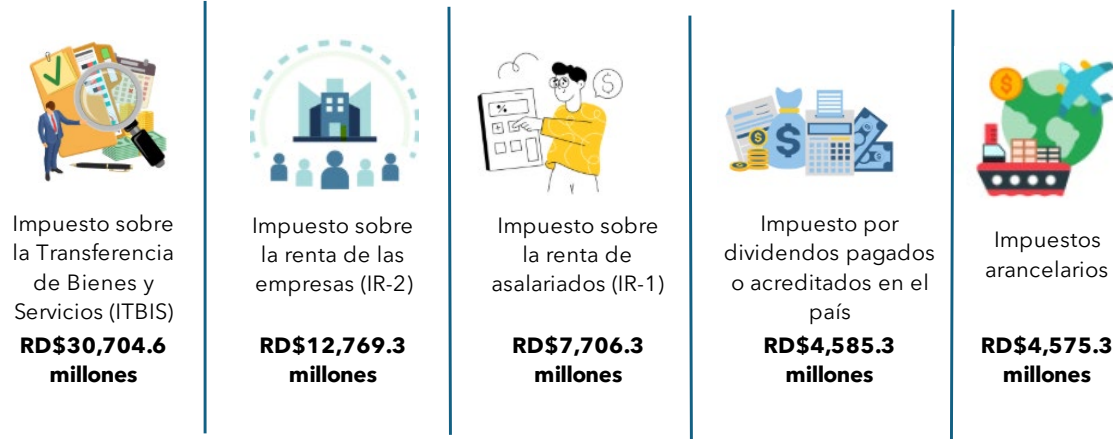 Impuesto sobre
la Transferencia
de Bienes y
Servicios (ITBIS)
RD$30,704.6
millones
Impuesto sobre
la renta de las
empresas (IR-2)
RD$12,769.3
millones
%
$
Impuesto sobre
la renta de
asalariados (IR-1)
RD$7,706.3
millones
$
$
Impuesto por
dividendos pagados
o acreditados en el
país
RD$4,585.3
millones
$
Impuestos
arancelarios
RD$4,575.3
millones